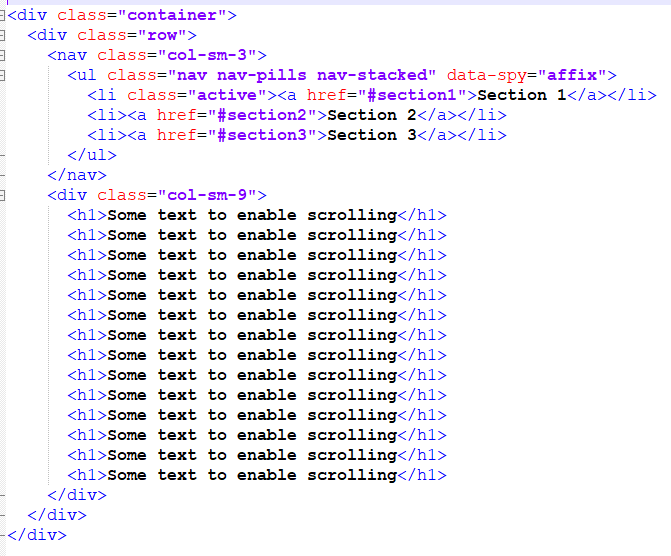 <div class="container">
  <div class="row">
    <nav class="col-sm-3">
      <ul class="nav nav-pills nav-stacked" data-spy="affix">
        <li class="active"><a href="#section1">Section 1</a></li>
        <li><a href="#section2">Section 2</a></li>
        <li><a href="#section3">Section 3</a></li>
      </ul>
    </nav>
    <div class="col-sm-9">
      <h1>Some text to enable scrolling</h1>
      <h1>Some text to enable scrolling</h1>
      <h1>Some text to enable scrolling</h1>
      <h1>Some text to enable scrolling</h1>
      <h1>Some text to enable scrolling</h1>
      <h1>Some text to enable scrolling</h1>
      <h1>Some text to enable scrolling</h1>
      <h1>Some text to enable scrolling</h1>
      <h1>Some text to enable scrolling</h1>
      <h1>Some text to enable scrolling</h1>
      <h1>Some text to enable scrolling</h1>
      <h1>Some text to enable scrolling</h1>
      <h1>Some text to enable scrolling</h1>
      <h1>Some text to enable scrolling</h1>
    </div>
  </div>
</div>